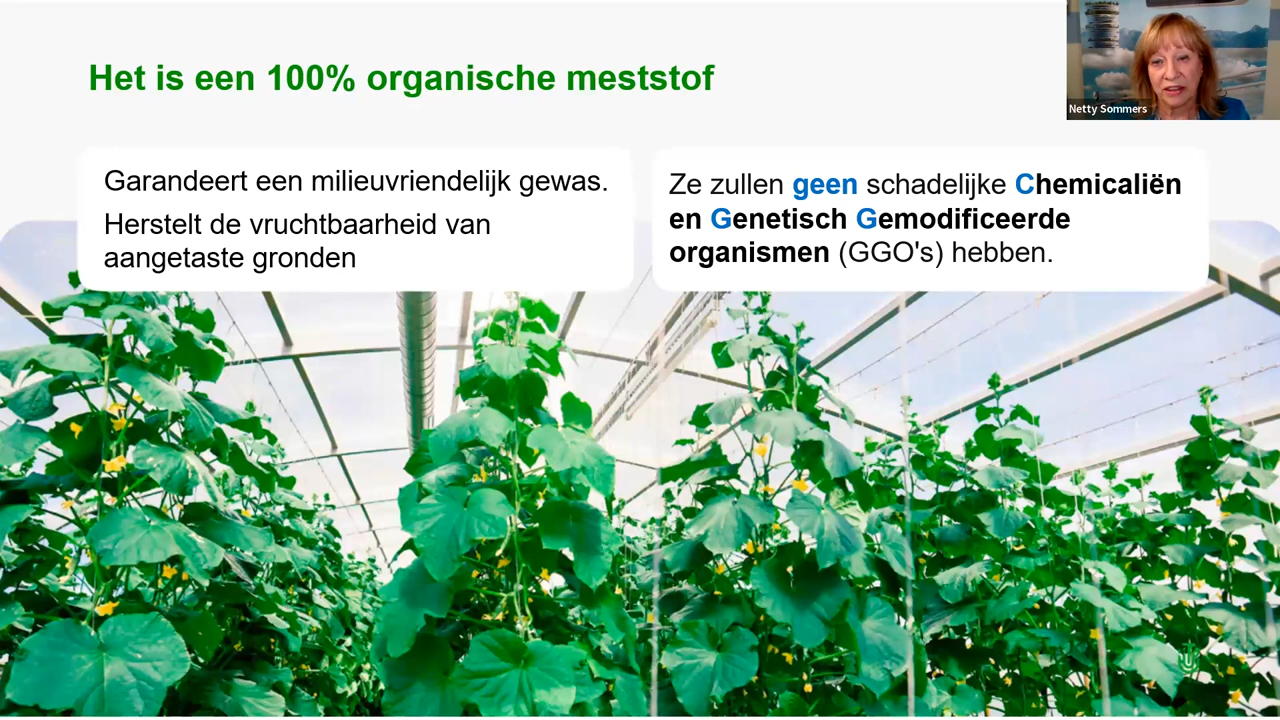 Het is een 100% organische meststof
Netty Sommers
Garandeert een milieuvriendelijk gewas.
Herstelt de vruchtbaarheid van
aangetaste gronden
Ze zullen geen schadelijke Chemicaliën
en Genetisch Gemodificeerde
organismen (GGO's) hebben.